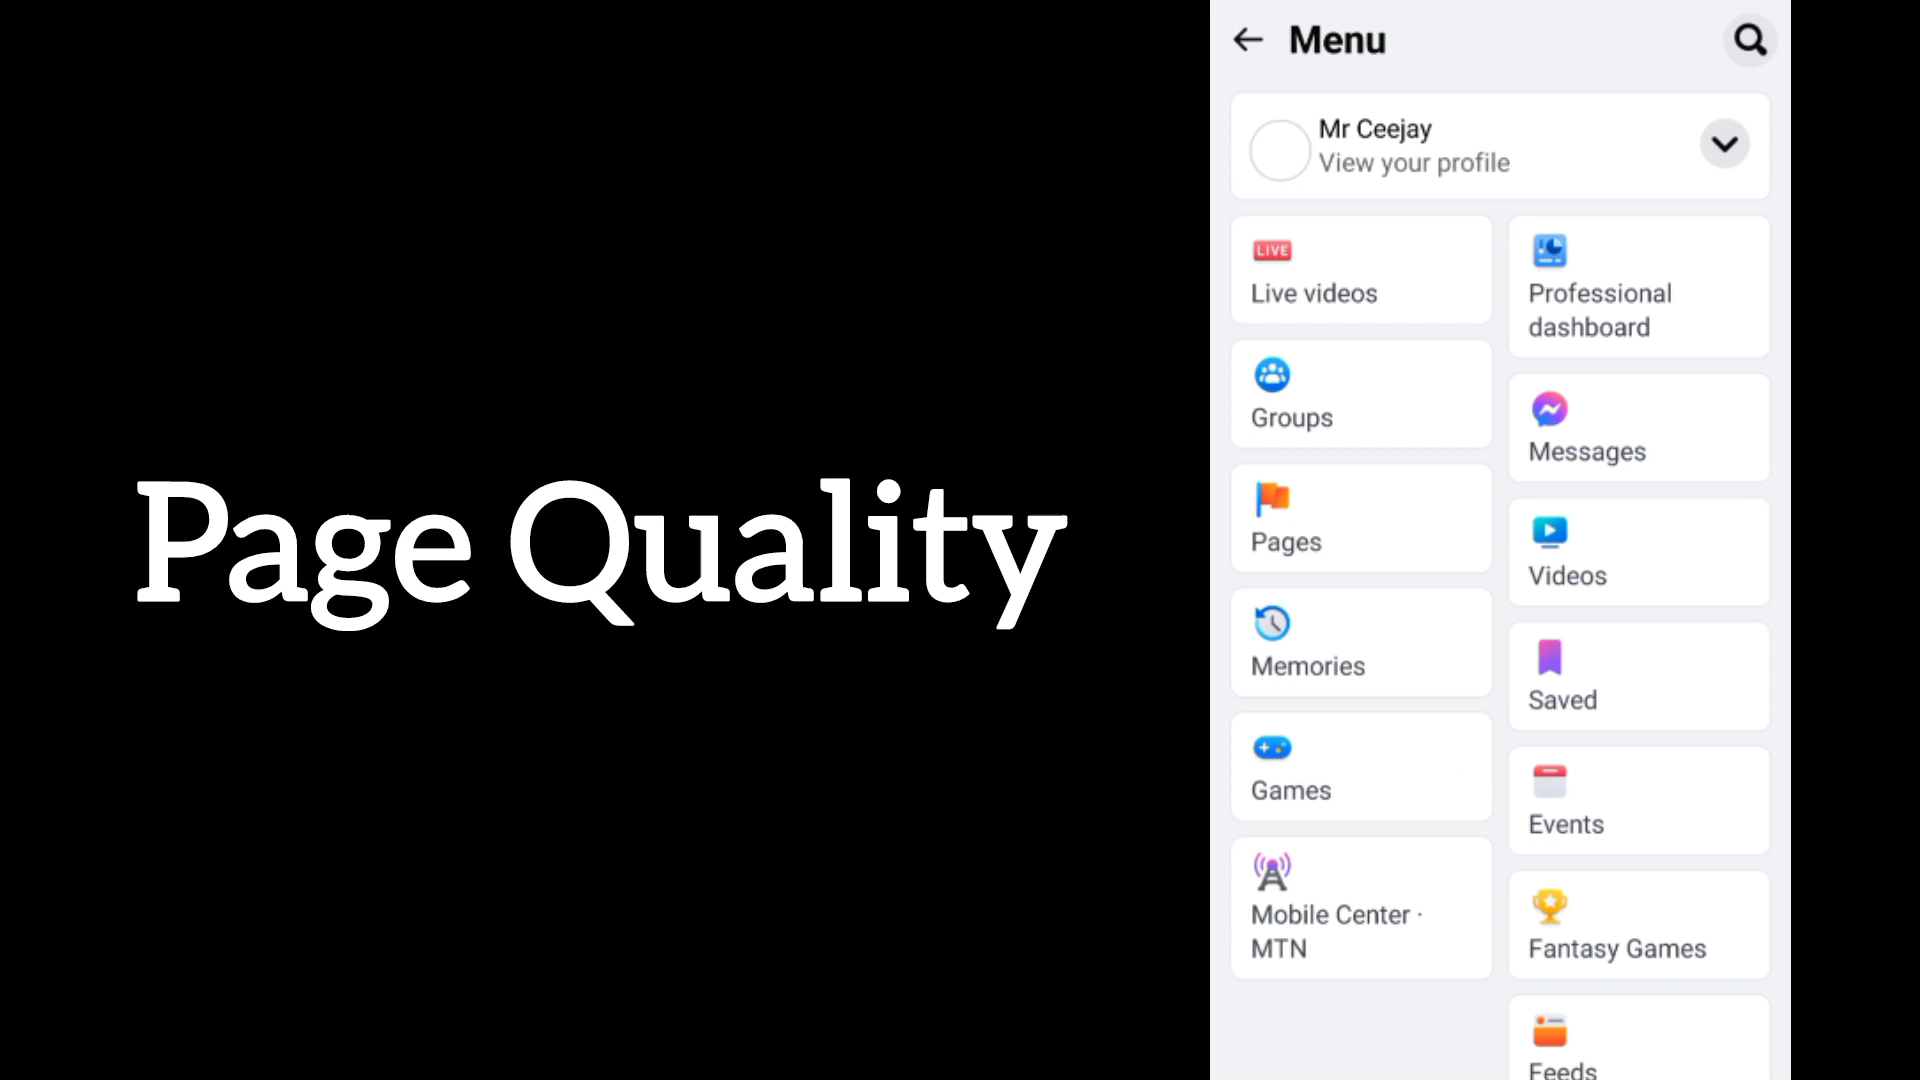 Page Quality
Menu
Mr Ceejay
View your profile
LIVE
Live videos
Groups
Pages
Memories
Games
Mobile Center ·
MTN
Professional
dashboard
Messages
Videos
Saved
Events
Fantasy Games
Feeds